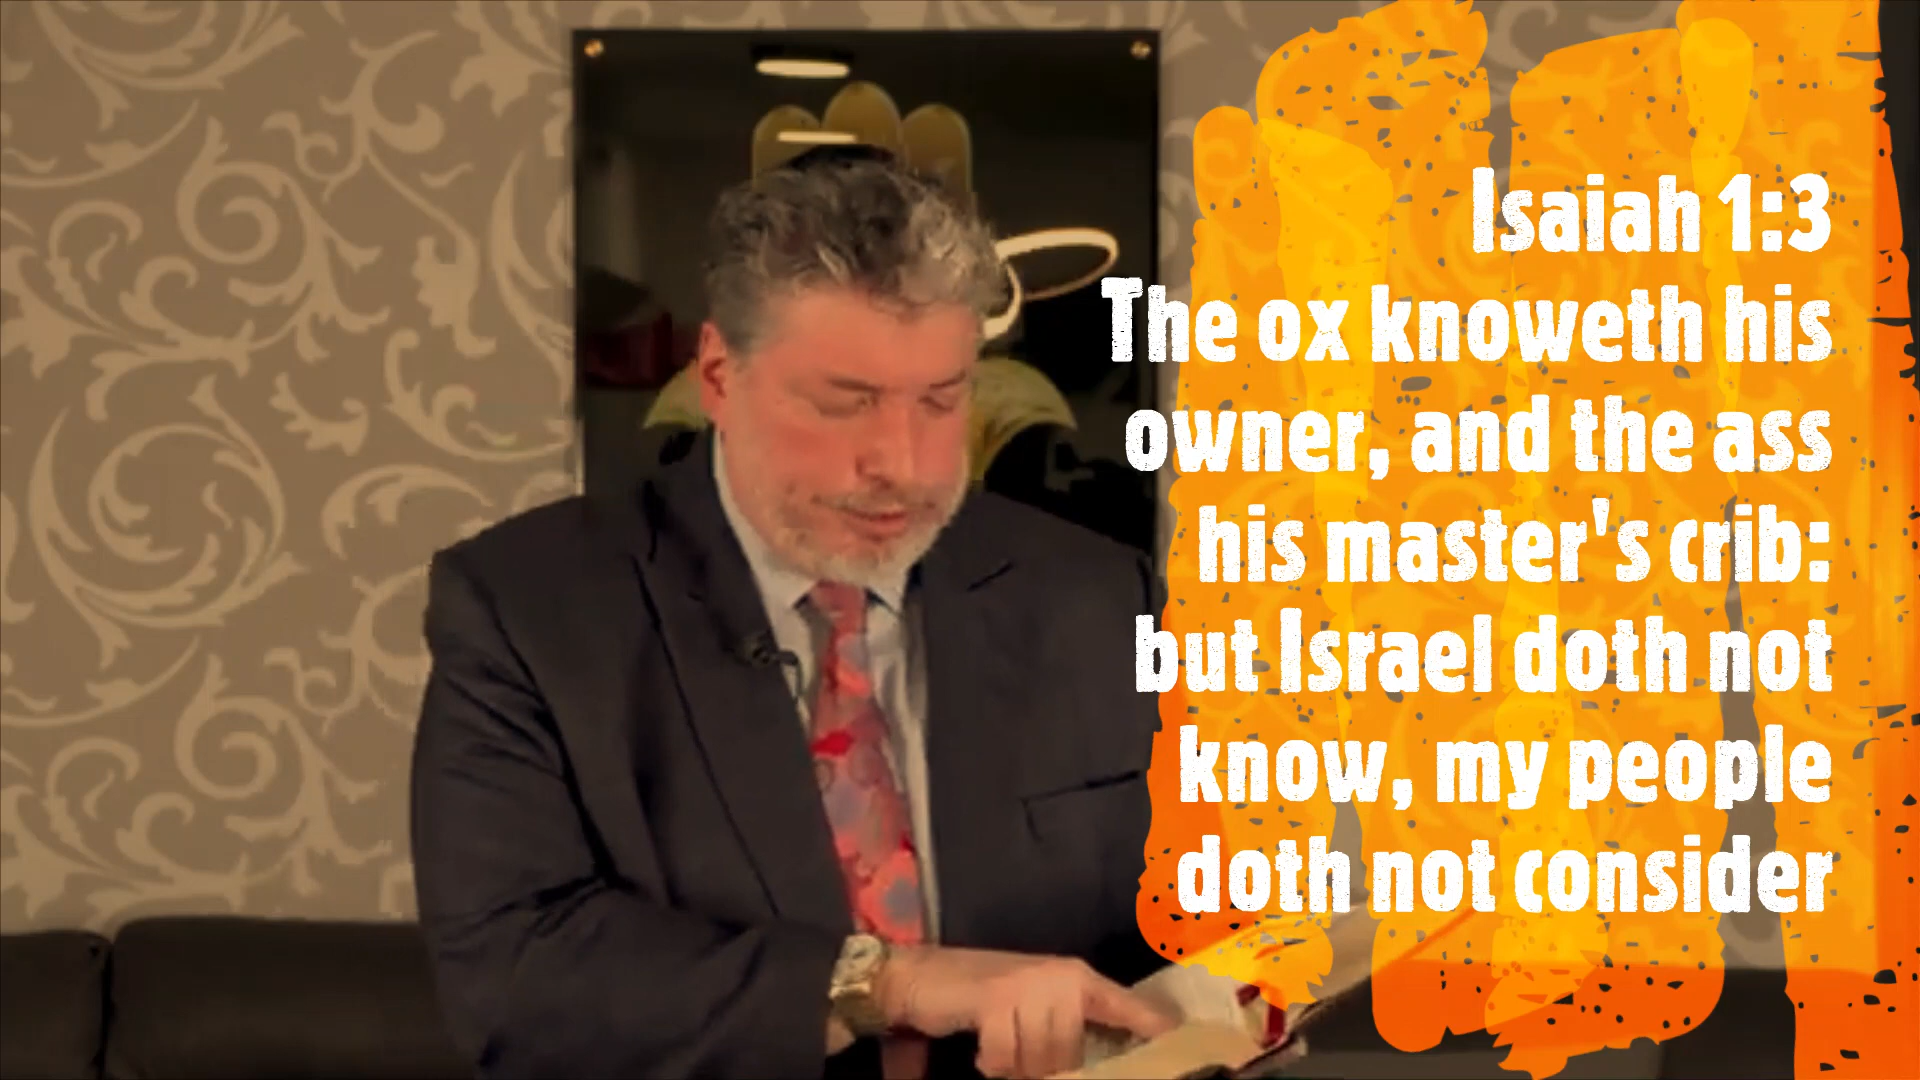 Isaiah 1:3
The ox knoweth his
owner, and the ass
his master's crib:
but Israel doth not
know, my people
doth not consider